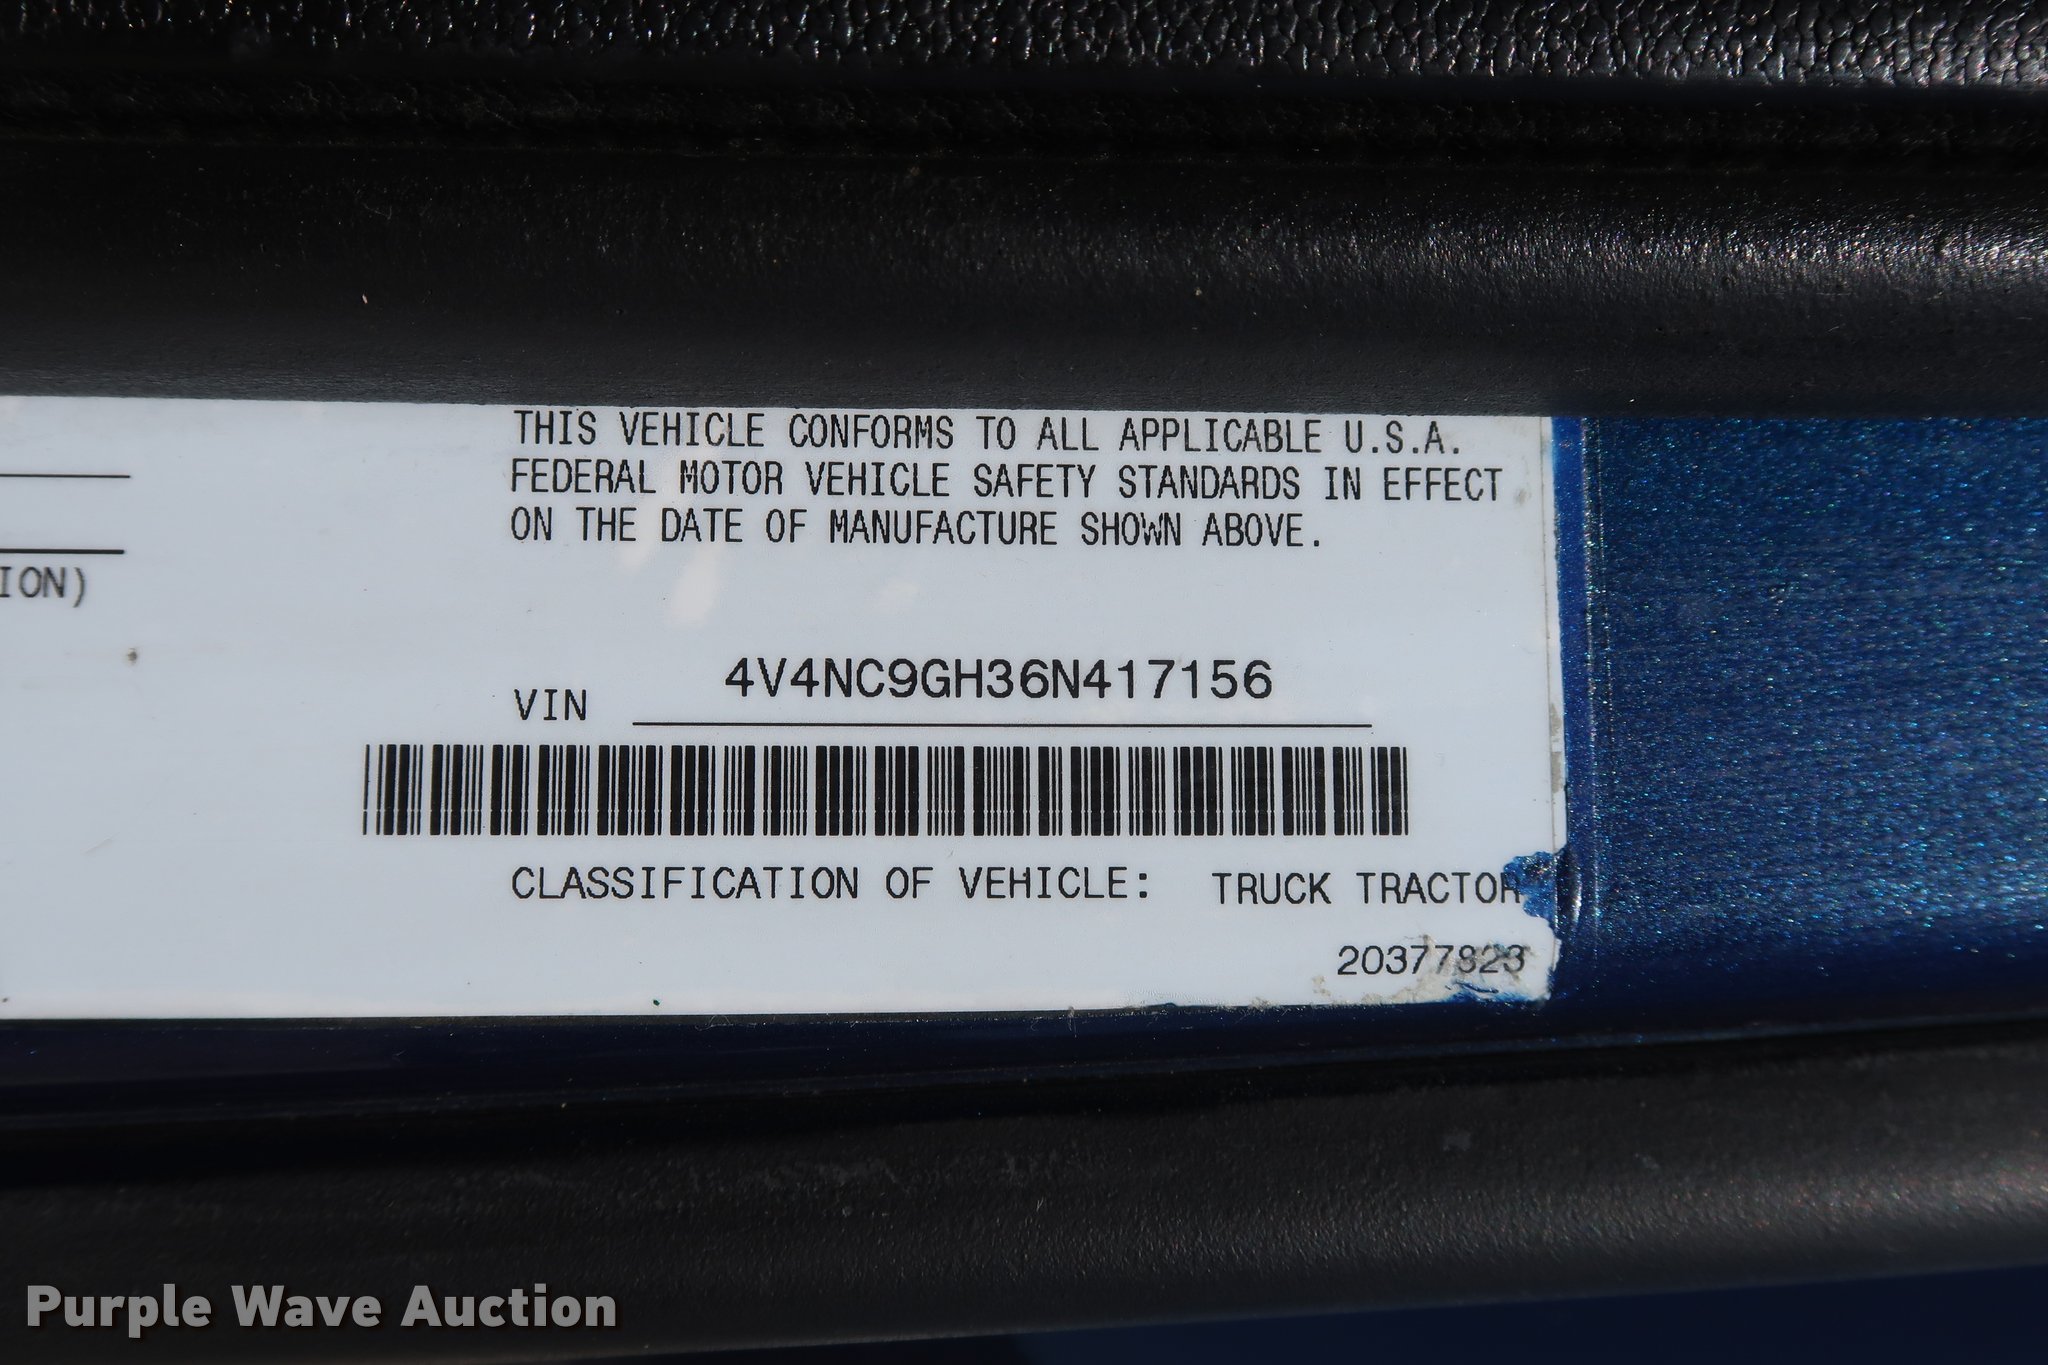 THIS VEHICLE CONFORMS TO ALL APPLICABLE U.S.A.
FEDERAL MOTOR VEHICLE SAFETY STANDARDS IN EFFECT
ON THE DATE OF MANUFACTURE SHOWN ABOVE.
ION)
VIN 4V4NC9GH36N417156
CLASSIFICATION OF VEHICLE: TRUCK TRACTOR
20377823
Purple Wave Auction